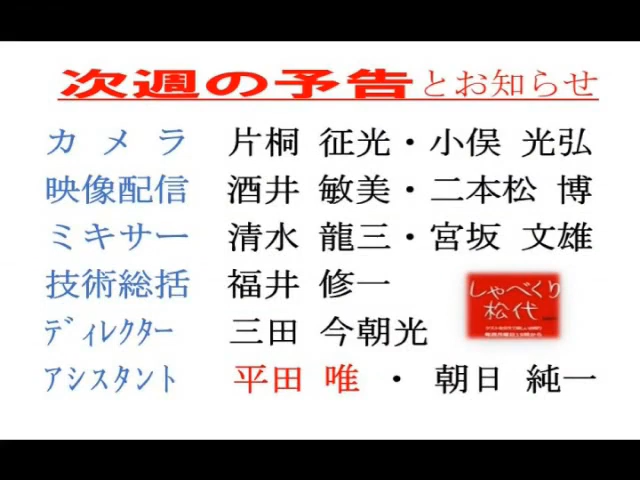 次週の予告とお知らせ
カメラ 片桐 征光・小俣 光弘
映像配信 酒井 敏美・二本松 博
ミキサー 清水 龍三・宮坂 文雄
技術総括 福井 修一
しゃべくり
松代
ﾃﾞｨﾚｸﾀｰ 三田 今朝光
ｱｼｽﾀﾝﾄ 平田 唯 ・ 朝日 純一